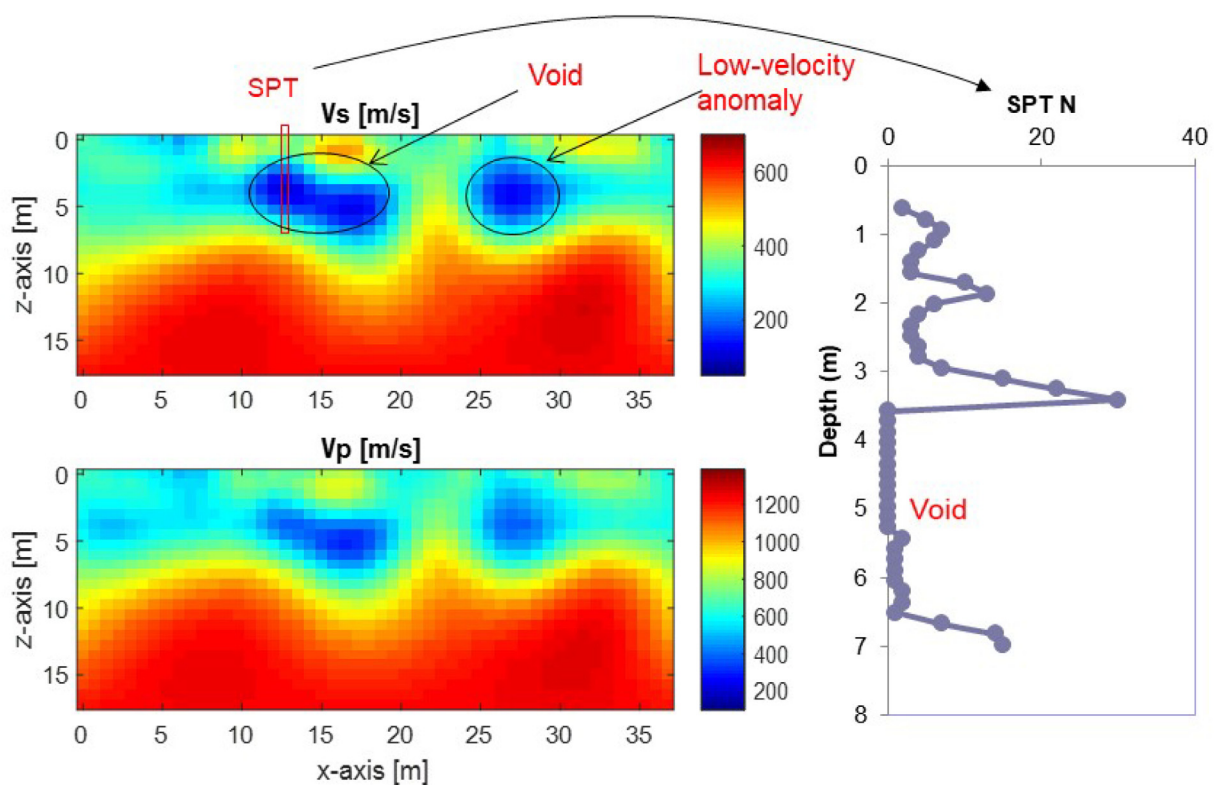 SPT
Void
Low-velocity
anomaly
SPT N
0 20 40
Vs [m/s]
0
5
10
15
z-axis [m]
0 5 10 15 20 25 30 35
600
400
200
Vp [m/s]
0
5
10
15
z-axis [m]
0 5 10 15 20 25 30 35
x-axis [m]
1200
1000
800
600
400
200
0
1
2
3
4
5
6
7
8
Depth (m)
Void